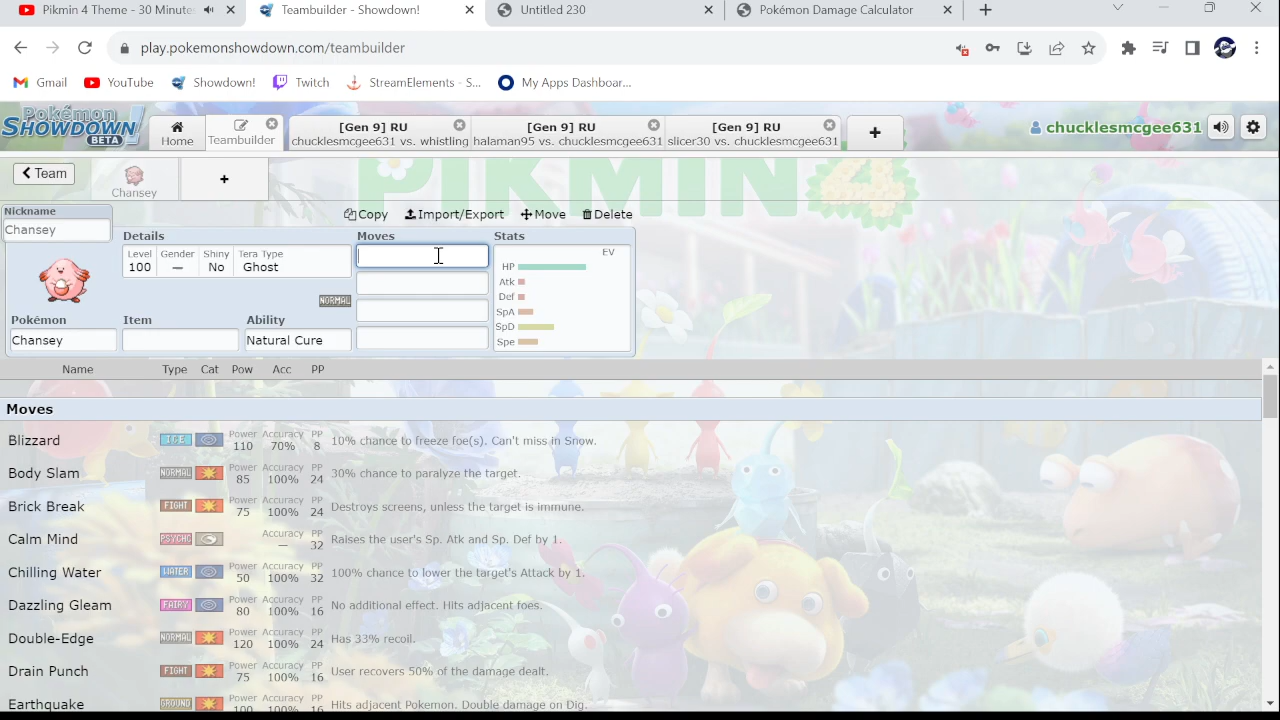 Pikmin 4 Theme - 30 Minute
Teambuilder - Showdown!
Untitled 230
Pokémon Damage Calculator
play.pokemonshowdown.com/teambuilder
Gmail
YouTube
Showdown!
Twitch
StreamElements - S...
My Apps Dashboar...
Pokémon
SHOWDOWN!
BETA
Home
Teambuilder
[Gen 9] RU
chucklesmcgee631 vs. whistling
[Gen 9] RU
halaman95 vs. chucklesmcgee631
[Gen 9] RU
slicer30 vs. chucklesmcgee631
chucklesmcgee631
Team
Chansey
PIKMIN 4
Nickname
Chansey
Copy
Import/Export
Move
Delete
Details
Moves
Stats
Level
100
Gender
—
Shiny
No
Tera Type
Ghost
NORMAL
EV
HP
Atk
Def
SpA
SpD
Spe
Pokémon
Chansey
Item
Ability
Natural Cure
Name Type Cat Pow Acc PP
Moves
Blizzard ICE Power 110 Accuracy 70% PP 8 10% chance to freeze foe(s). Can't miss in Snow.
Body Slam NORMAL Power 85 Accuracy 100% PP 24 30% chance to paralyze the target.
Brick Break FIGHT Power 75 Accuracy 100% PP 24 Destroys screens, unless the target is immune.
Calm Mind PSYCHC Accuracy — PP 32 Raises the user's Sp. Atk and Sp. Def by 1.
Chilling Water WATER Power 50 Accuracy 100% PP 32 100% chance to lower the target's Attack by 1.
Dazzling Gleam FAIRY Power 80 Accuracy 100% PP 16 No additional effect. Hits adjacent foes.
Double-Edge NORMAL Power 120 Accuracy 100% PP 24 Has 33% recoil.
Drain Punch FIGHT Power 75 Accuracy 100% PP 16 User recovers 50% of the damage dealt.
Earthquake GROUND Power 100 Accuracy 100% PP 16 Hits adjacent Pokemon. Double damage on Dig.